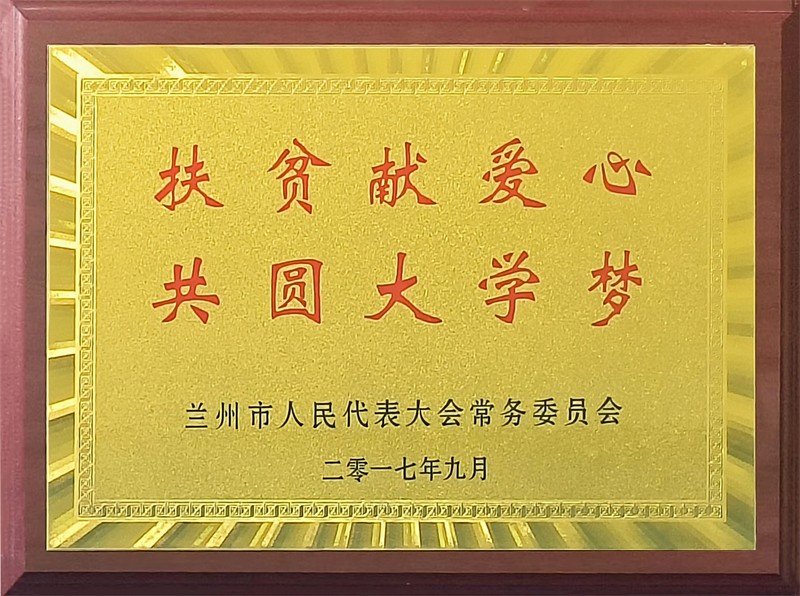 扶贫献爱心
共圆大学梦
兰州市人民代表大会常务委员会
二零一七年九月